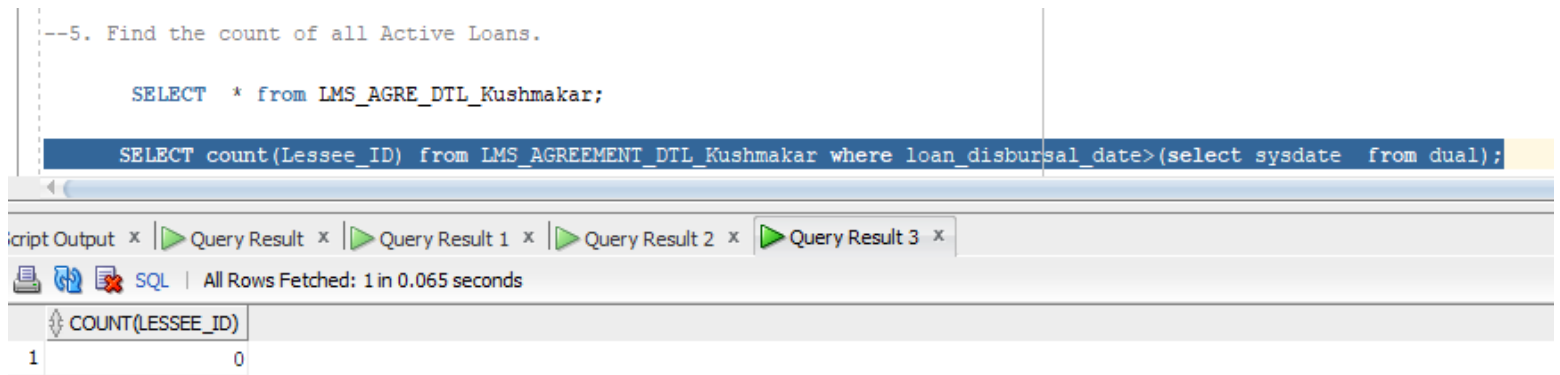 --5. Find the count of all Active Loans.
SELECT * from LMS_AGRE_DTL_Kushmakar;
SELECT count(Lessee_ID) from LMS_AGREEMENT_DTL_Kushmakar where loan_disbursal_date>(select sysdate from dual);
cript Output x Query Result x Query Result 1 x Query Result 2 x Query Result 3 x
SQL | All Rows Fetched: 1 in 0.065 seconds
COUNT(LESSEE_ID)
1 0